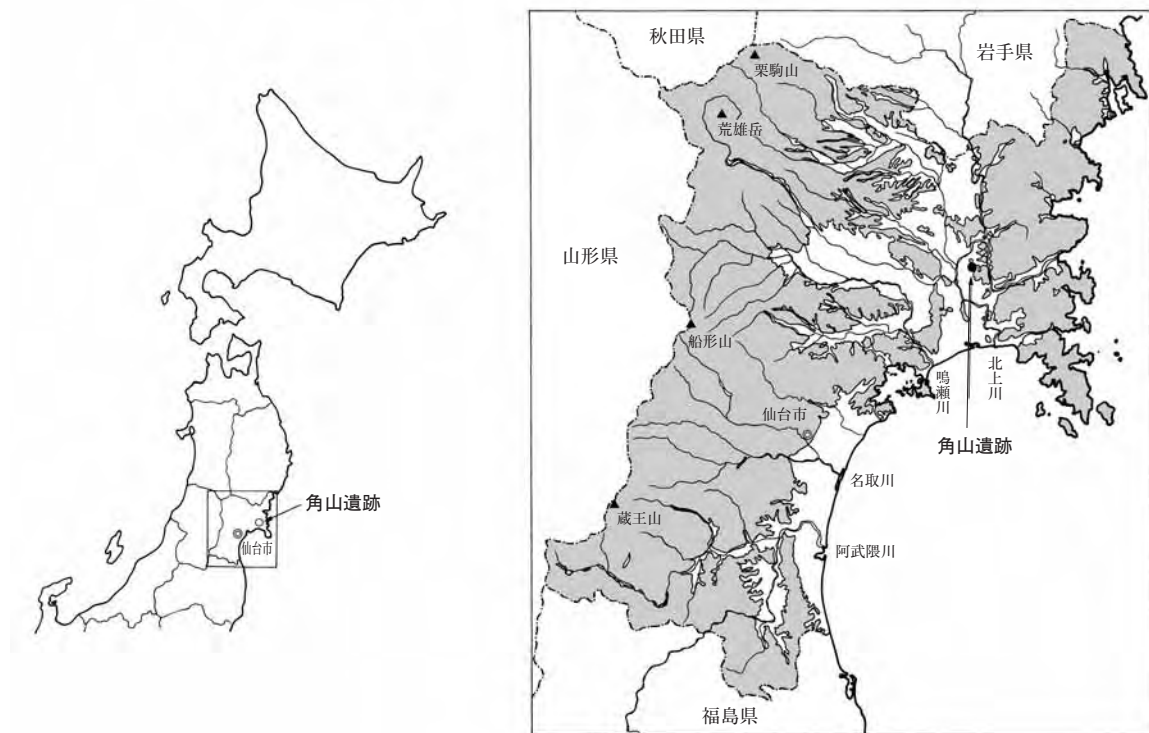 角山遺跡
仙台市
秋田県
岩手県
栗駒山
荒雄岳
山形県
船形山
鳴瀬川
北上川
仙台市
角山遺跡
名取川
蔵王山
阿武隈川
福島県